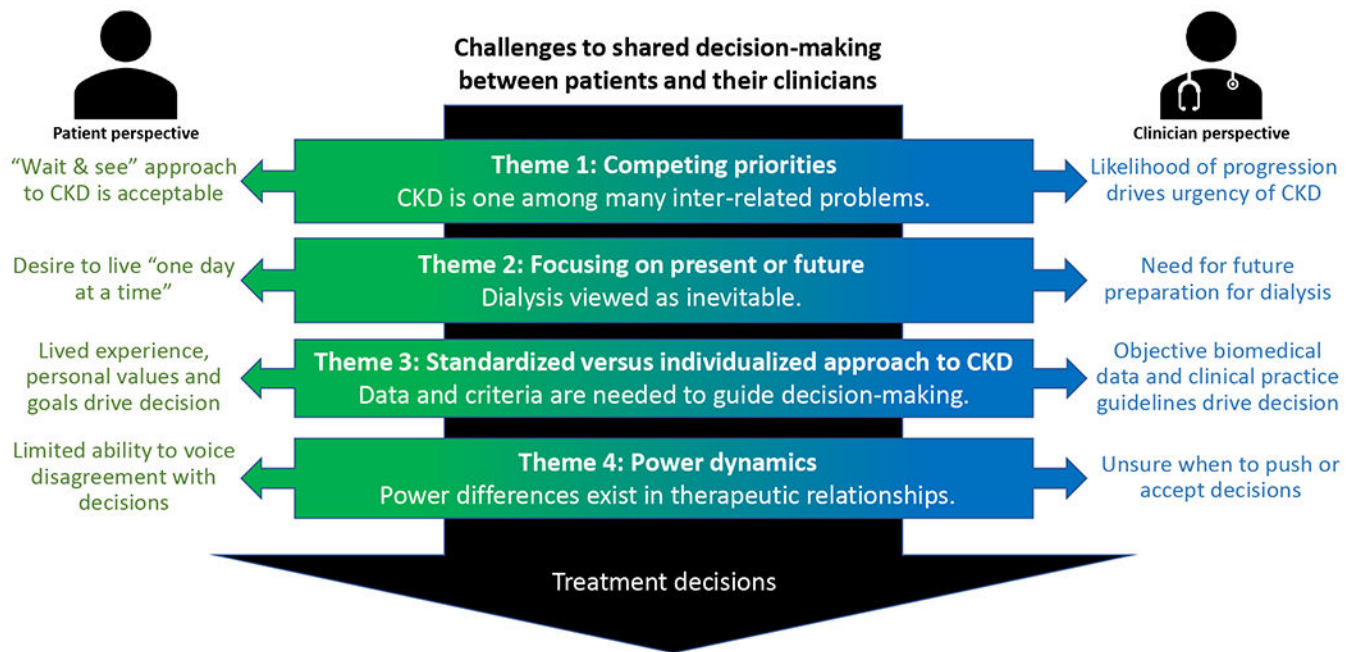 Challenges to shared decision-making
between patients and their clinicians
Patient perspective
Clinician perspective
“Wait & see” approach
to CKD is acceptable
Theme 1: Competing priorities
CKD is one among many inter-related problems.
Likelihood of progression
drives urgency of CKD
Desire to live “one day
at a time”
Theme 2: Focusing on present or future
Dialysis viewed as inevitable.
Need for future
preparation for dialysis
Lived experience,
personal values and
goals drive decision
Theme 3: Standardized versus individualized approach to CKD
Data and criteria are needed to guide decision-making.
Objective biomedical
data and clinical practice
guidelines drive decision
Limited ability to voice
disagreement with
decisions
Theme 4: Power dynamics
Power differences exist in therapeutic relationships.
Unsure when to push or
accept decisions
Treatment decisions